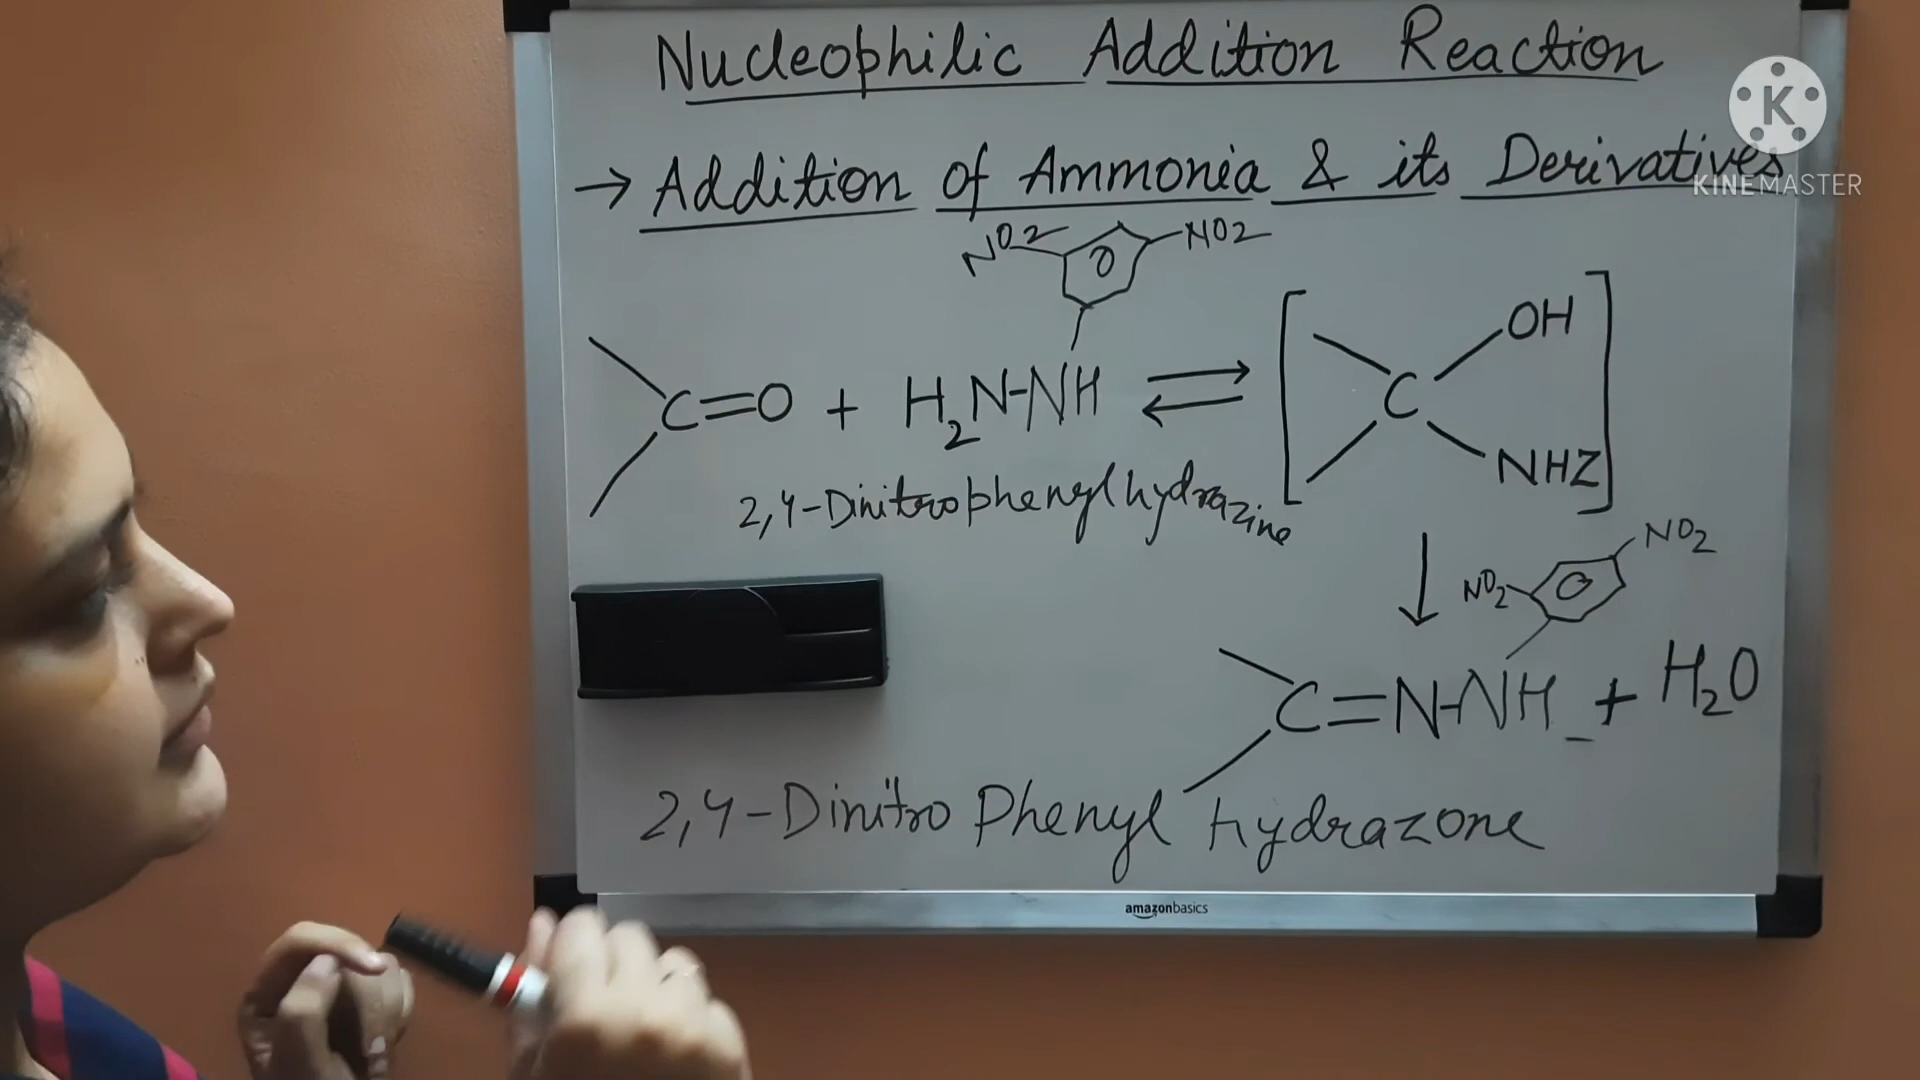 Nucleophilic Addition Reaction
→ Addition of Ammonia & its Derivatives
K
KINEMASTER
NO2 NO2
C=O + H2N-NH ⇌ [ C OH NHZ ]
2,4-Dinitrophenylhydrazine
↓ NO2 NO2
C=N-NH + H2O
2,4-Dinitro Phenyl hydrazone
amazonbasics